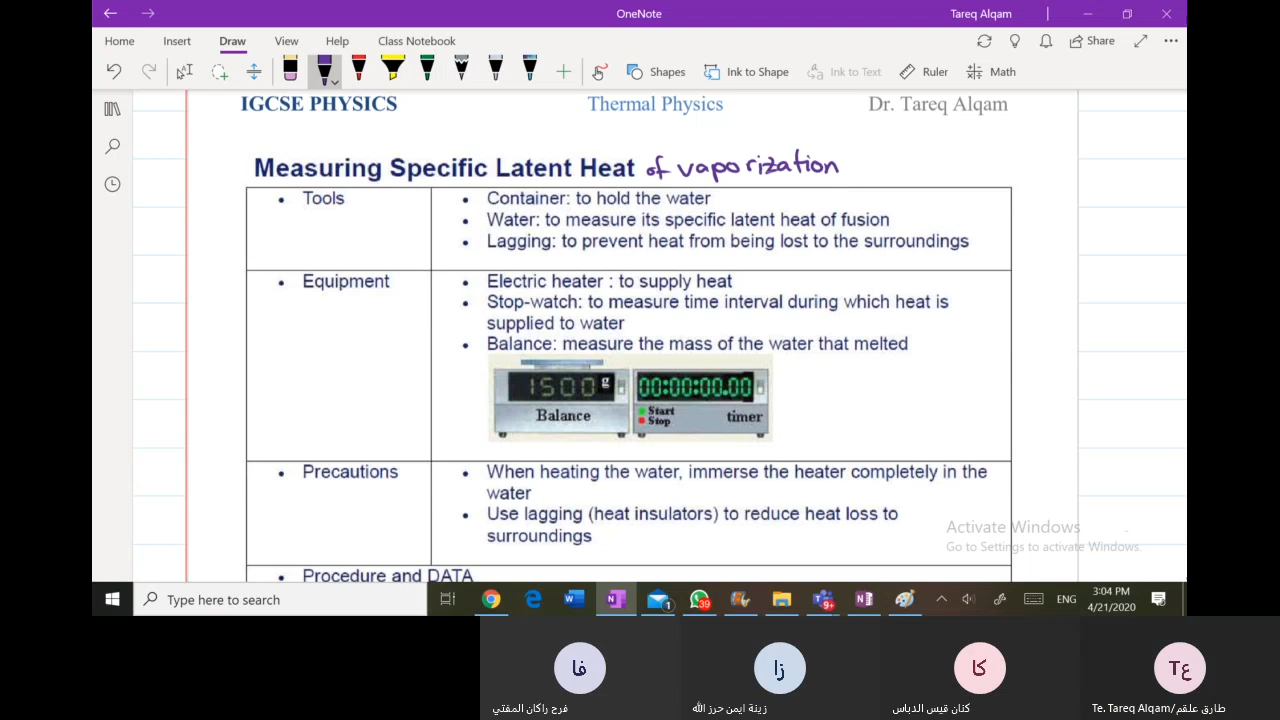 OneNote
Tareq Alqam
Home Insert Draw View Help Class Notebook
Share
Shapes Ink to Shape Ink to Text Ruler Math
IGCSE PHYSICS Thermal Physics Dr. Tareq Alqam
Measuring Specific Latent Heat of vaporization
• Tools
• Container: to hold the water
• Water: to measure its specific latent heat of fusion
• Lagging: to prevent heat from being lost to the surroundings
• Equipment
• Electric heater : to supply heat
• Stop-watch: to measure time interval during which heat is
supplied to water
• Balance: measure the mass of the water that melted
1500 g
Balance
00:00:00.00
Start
Stop
timer
• Precautions
• When heating the water, immerse the heater completely in the
water
• Use lagging (heat insulators) to reduce heat loss to
surroundings
Activate Windows
Go to Settings to activate Windows.
• Procedure and DATA
Type here to search
1
39
9+
ENG
3:04 PM
4/21/2020
فا
زا
كا
Tع
فرح راكان المفتي
زينة ايمن حرز الله
كنان قيس الدباس
Te. Tareq Alqam/طارق علقم